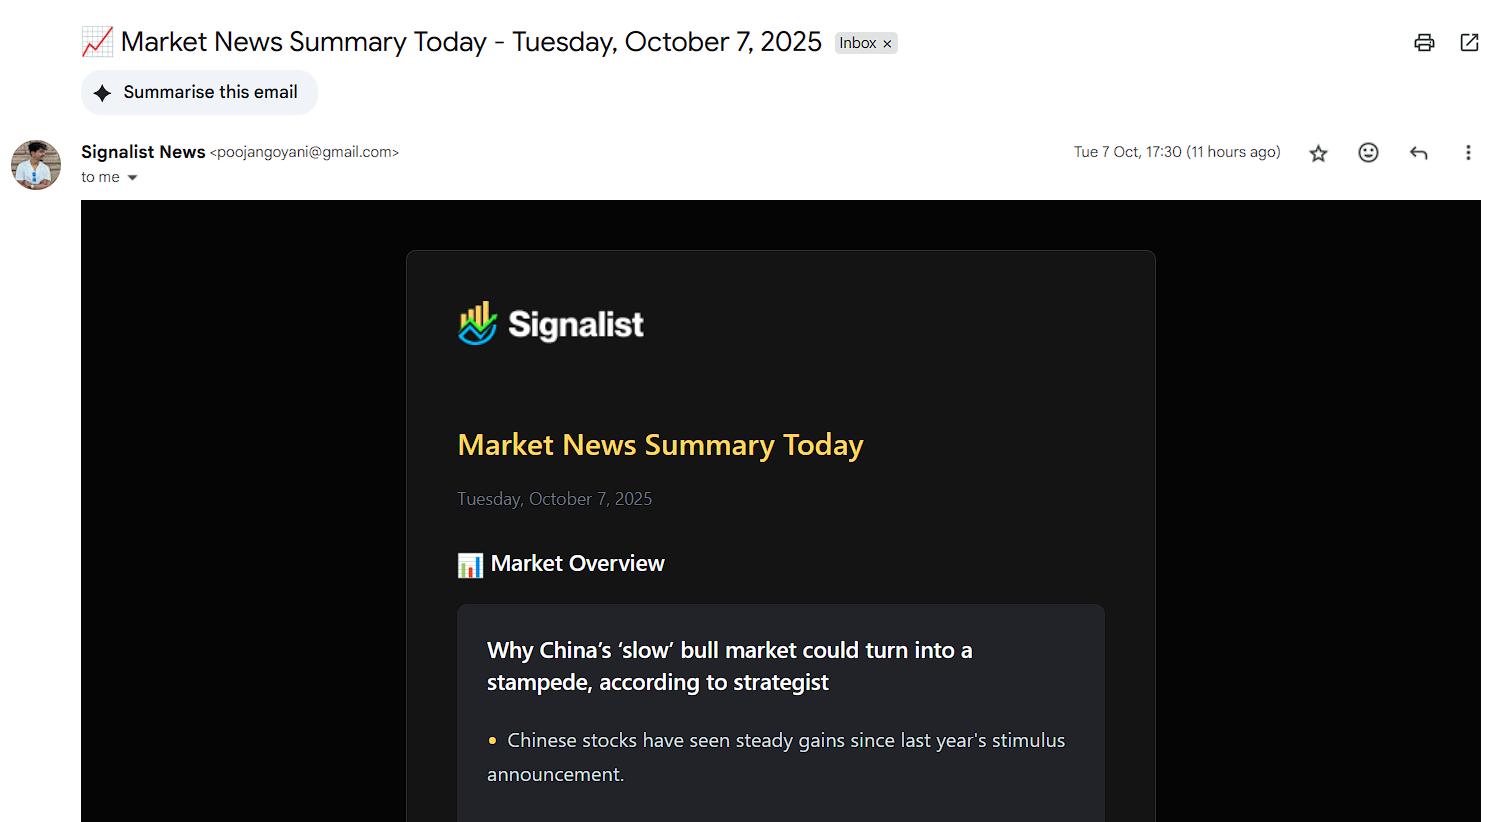 Market News Summary Today - Tuesday, October 7, 2025 Inbox ×
Summarise this email
Signalist News <poojangoyani@gmail.com> Tue 7 Oct, 17:30 (11 hours ago)
to me
Signalist
Market News Summary Today
Tuesday, October 7, 2025
Market Overview
Why China’s ‘slow’ bull market could turn into a
stampede, according to strategist
• Chinese stocks have seen steady gains since last year's stimulus
announcement.